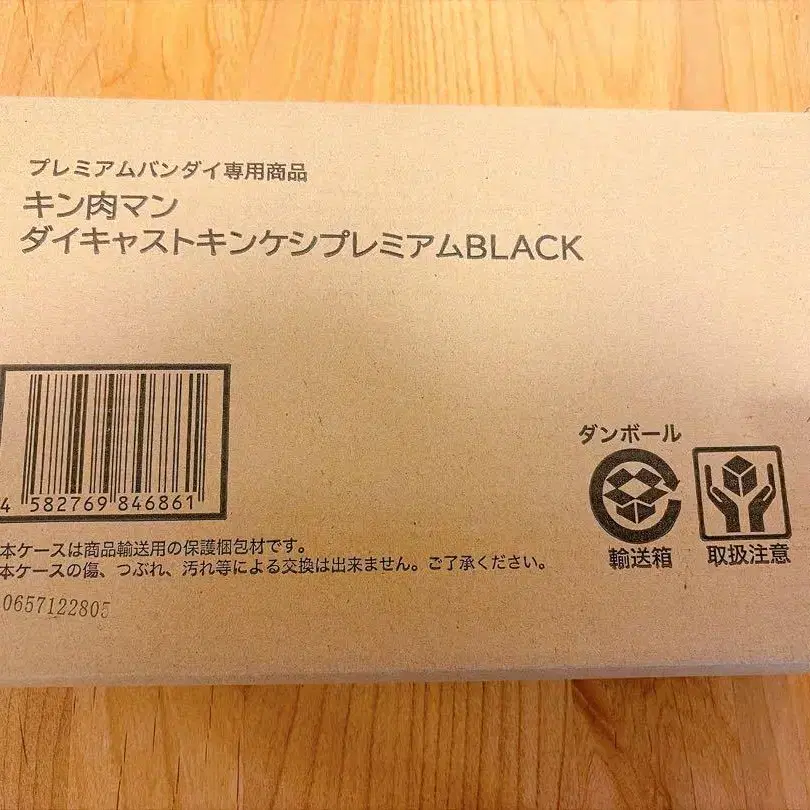 プレミアムバンダイ専用商品
キン肉マン
ダイキャストキンケシプレミアムBLACK
4 582769 846861
ダンボール
輸送箱
取扱注意
本ケースは商品輸送用の保護梱包材です。
本ケースの傷、つぶれ、汚れ等による交換は出来ません。ご了承ください。
0657122805